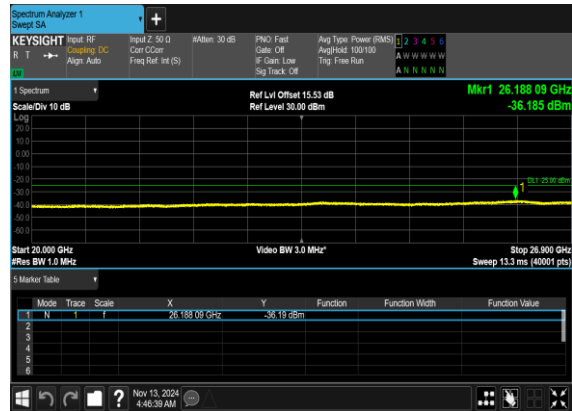 Spectrum Analyzer 1
Swept SA
+
KEYSIGHT
R T
Input: RF
Coupling: DC
Align: Auto
Input Z: 50 Ω
Corr CCorr
Freq Ref: Int (S)
#Atten: 30 dB
PNO: Fast
Gate: Off
IF Gain: Low
Sig Track: Off
Avg Type: Power (RMS)
Avg|Hold: 100/100
Trig: Free Run
1 2 3 4 5 6
A W W W W W
A N N N N N
1 Spectrum
Scale/Div 10 dB
Ref Lvl Offset 15.53 dB
Ref Level 30.00 dBm
Mkr1 26.188 09 GHz
-36.185 dBm
Log
20.0
10.0
0.00
-10.0
-20.0
-30.0
-40.0
-50.0
-60.0
1
DL1 -25.00 dBm
Start 20.000 GHz
#Res BW 1.0 MHz
Video BW 3.0 MHz*
Stop 26.900 GHz
Sweep 13.3 ms (40001 pts)
5 Marker Table
Mode Trace Scale X Y Function Function Width Function Value
1 N 1 f 26.188 09 GHz -36.19 dBm
2
3
4
5
6
?
Nov 13, 2024
4:46:39 AM